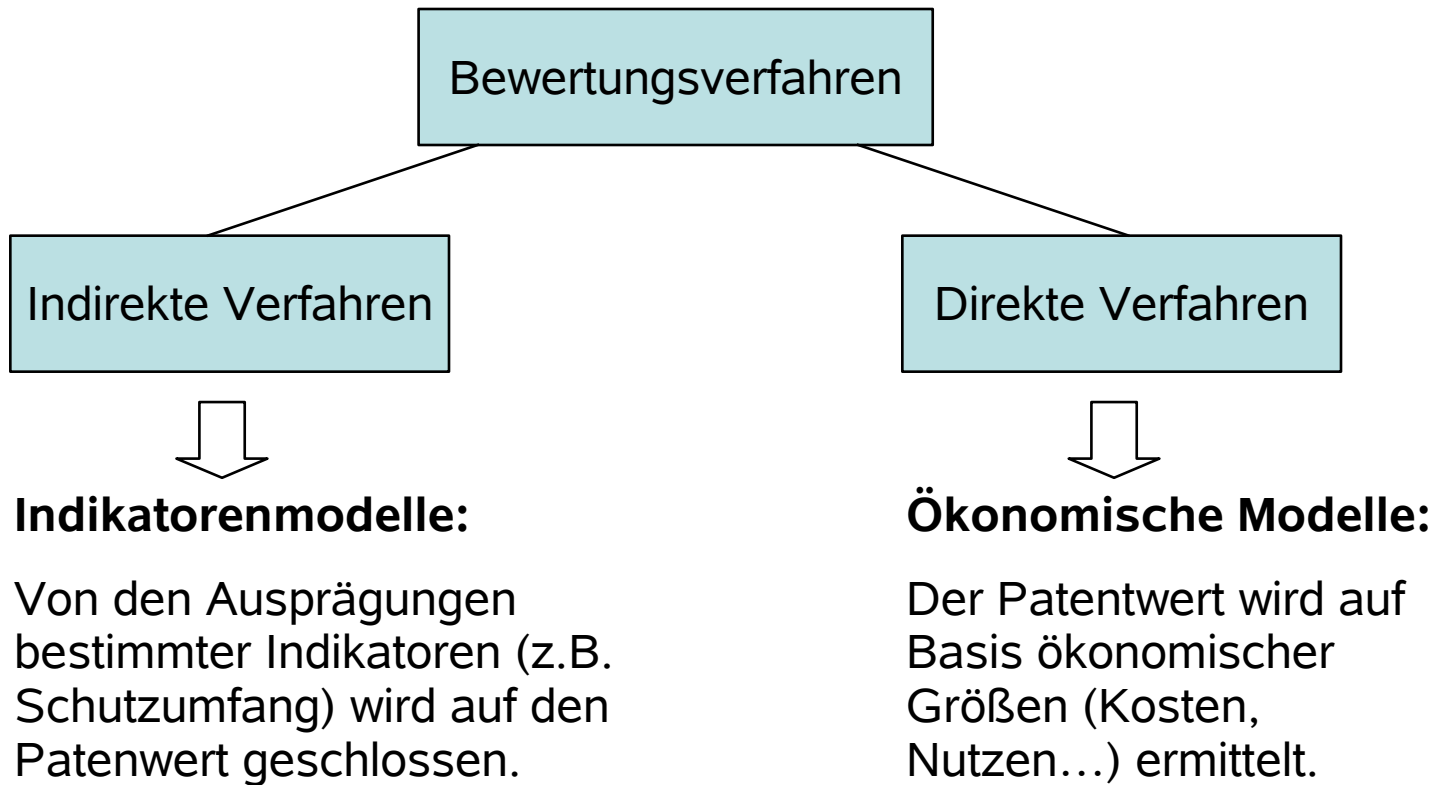 Bewertungsverfahren
Indirekte Verfahren
Direkte Verfahren
Indikatorenmodelle:
Von den Ausprägungen
bestimmter Indikatoren (z.B.
Schutzumfang) wird auf den
Patenwert geschlossen.
Ökonomische Modelle:
Der Patentwert wird auf
Basis ökonomischer
Größen (Kosten,
Nutzen…) ermittelt.